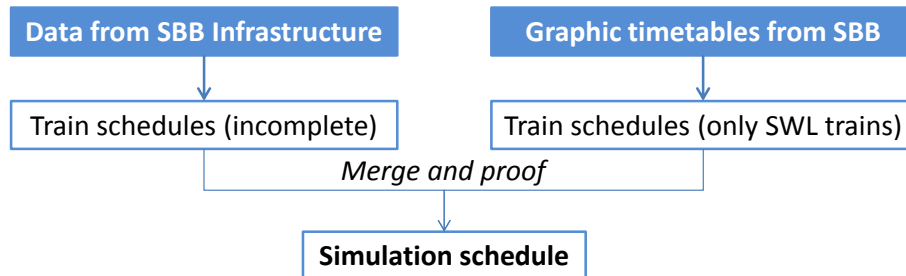 Data from SBB Infrastructure
Graphic timetables from SBB
Train schedules (incomplete)
Train schedules (only SWL trains)
Merge and proof
Simulation schedule